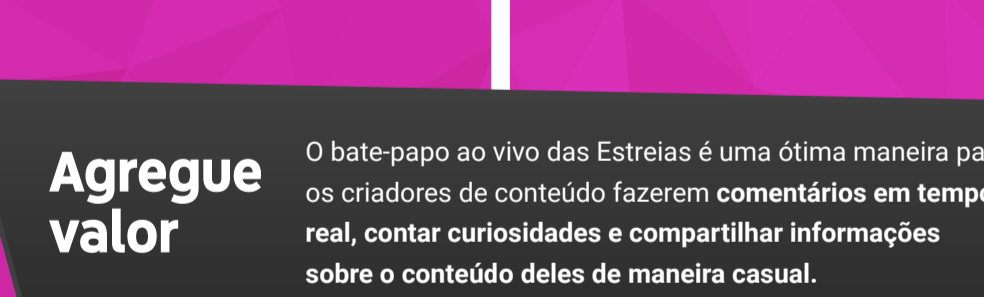 Agregue
valor
O bate-papo ao vivo das Estreias é uma ótima maneira pa
os criadores de conteúdo fazerem comentários em tempo
real, contar curiosidades e compartilhar informações
sobre o conteúdo deles de maneira casual.